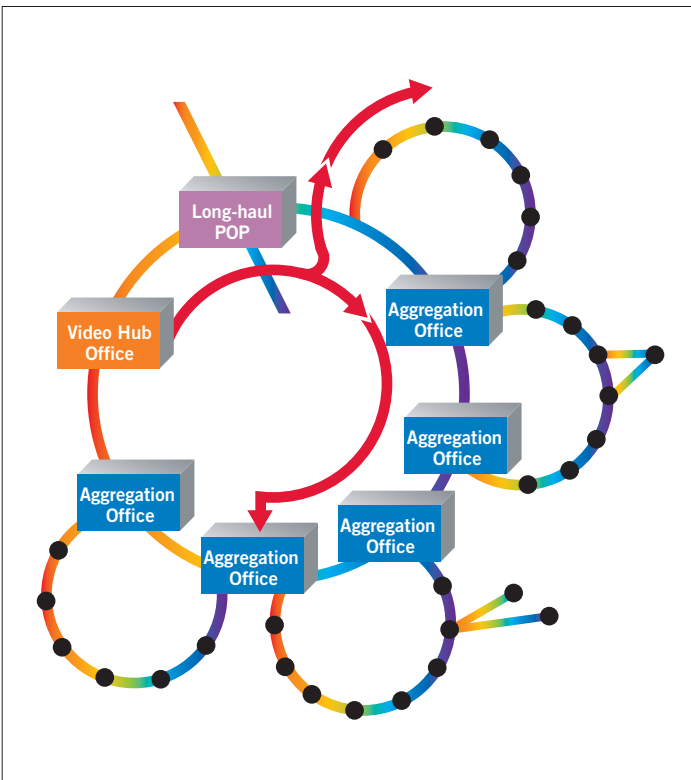 Long-haul
POP
Video Hub
Office
Aggregation
Office
Aggregation
Office
Aggregation
Office
Aggregation
Office
Aggregation
Office